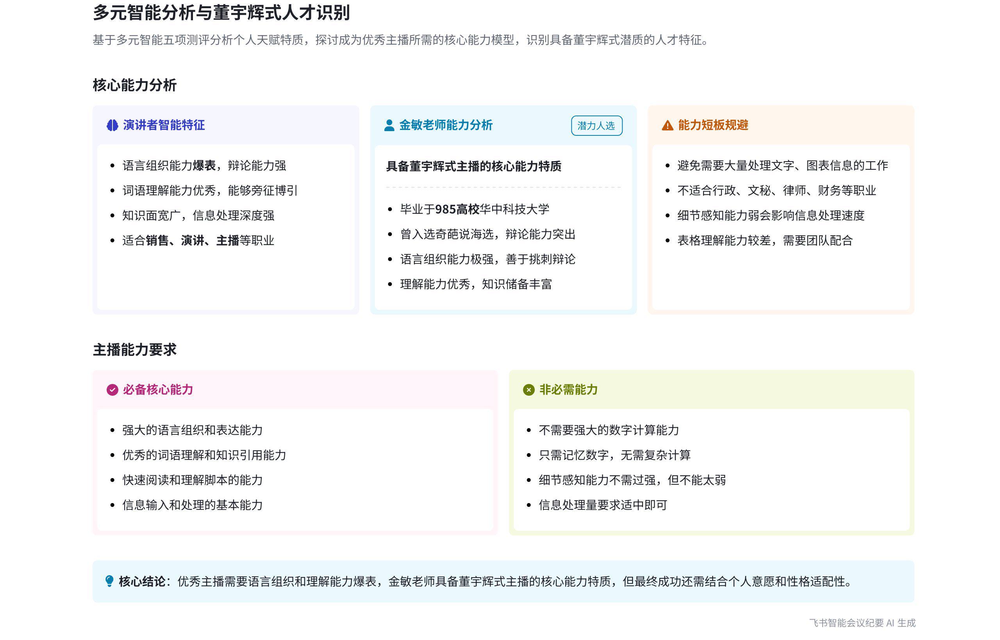 多元智能分析与董宇辉式人才识别
基于多元智能五项测评分析个人天赋特质，探讨成为优秀主播所需的核心能力模型，识别具备董宇辉式潜质的人才特征。
核心能力分析
演讲者智能特征
• 语言组织能力爆表，辩论能力强
• 词语理解能力优秀，能够旁征博引
• 知识面宽广，信息处理深度强
• 适合销售、演讲、主播等职业
金敏老师能力分析
潜力人选
具备董宇辉式主播的核心能力特质
• 毕业于985高校华中科技大学
• 曾入选奇葩说海选，辩论能力突出
• 语言组织能力极强，善于挑刺辩论
• 理解能力优秀，知识储备丰富
能力短板规避
• 避免需要大量处理文字、图表信息的工作
• 不适合行政、文秘、律师、财务等职业
• 细节感知能力弱会影响信息处理速度
• 表格理解能力较差，需要团队配合
主播能力要求
必备核心能力
• 强大的语言组织和表达能力
• 优秀的词语理解和知识引用能力
• 快速阅读和理解脚本的能力
• 信息输入和处理的基本能力
非必需能力
• 不需要强大的数字计算能力
• 只需记忆数字，无需复杂计算
• 细节感知能力不需过强，但不能太弱
• 信息处理量要求适中即可
核心结论：优秀主播需要语言组织和理解能力爆表，金敏老师具备董宇辉式主播的核心能力特质，但最终成功还需结合个人意愿和性格适配性。
飞书智能会议纪要 AI 生成